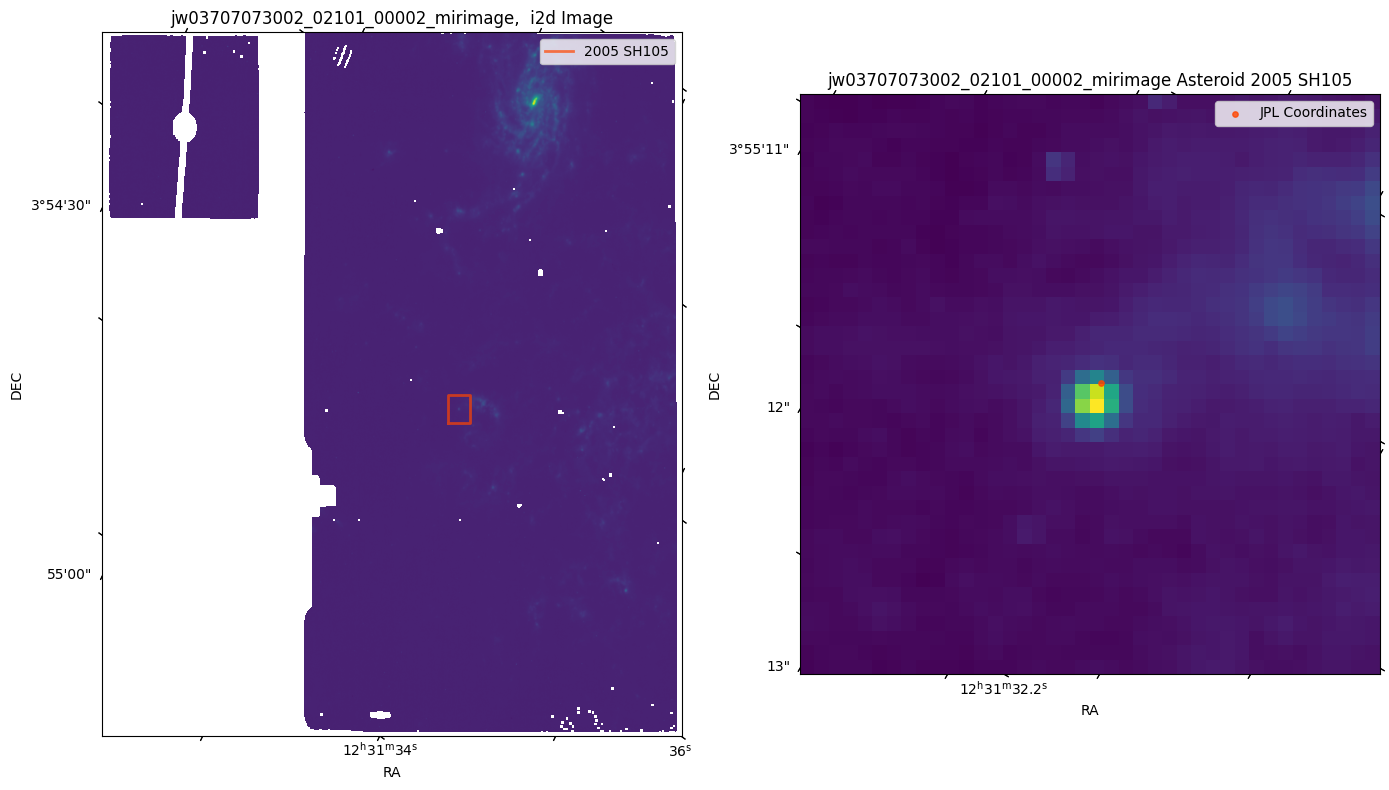 jw03707073002_02101_00002_mirimage,  i2d Image
2005 SH105
3°54'30"
55'00"
DEC
12ʰ31ᵐ34ˢ
36ˢ
RA
jw03707073002_02101_00002_mirimage Asteroid 2005 SH105
JPL Coordinates
3°55'11"
12"
13"
DEC
12ʰ31ᵐ32.2ˢ
RA